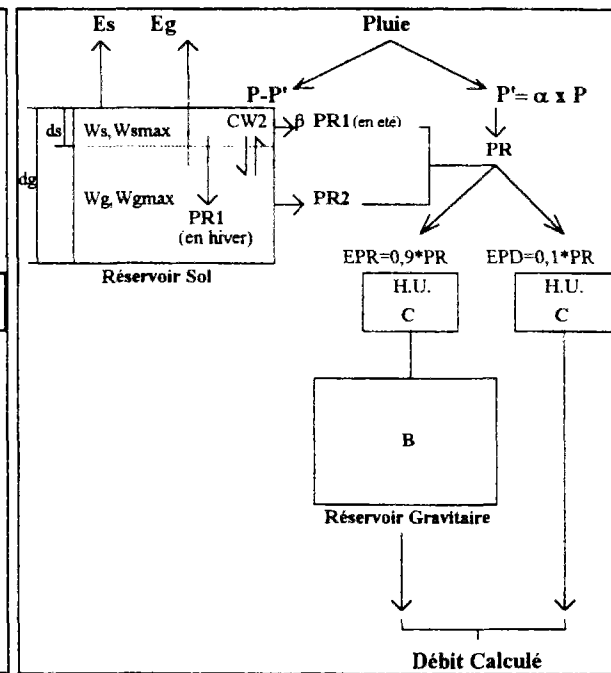 Es Eg Pluie
P-P' P'= α x P
ds Ws, Wsmax CW2 β PR1 (en eté)
PR
dg
Wg, Wgmax PR2
PR1
(en hiver)
EPR=0,9*PR EPD=0,1*PR
Réservoir Sol
H.U. H.U.
C C
B
Réservoir Gravitaire
Débit Calculé